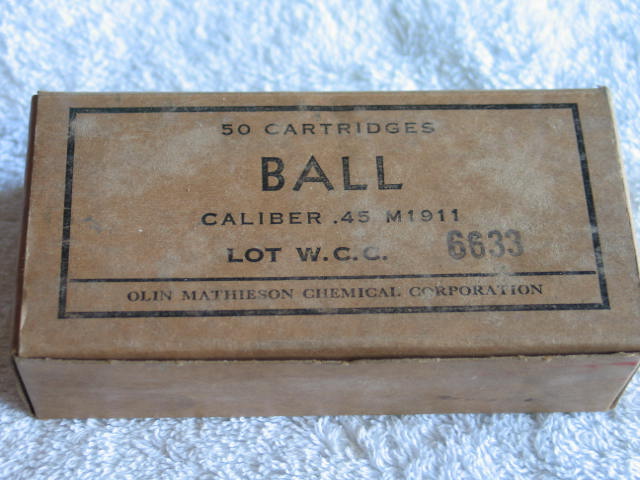 50 CARTRIDGES
BALL
CALIBER .45 M1911
LOT W.C.C. 6633
OLIN MATHIESON CHEMICAL CORPORATION